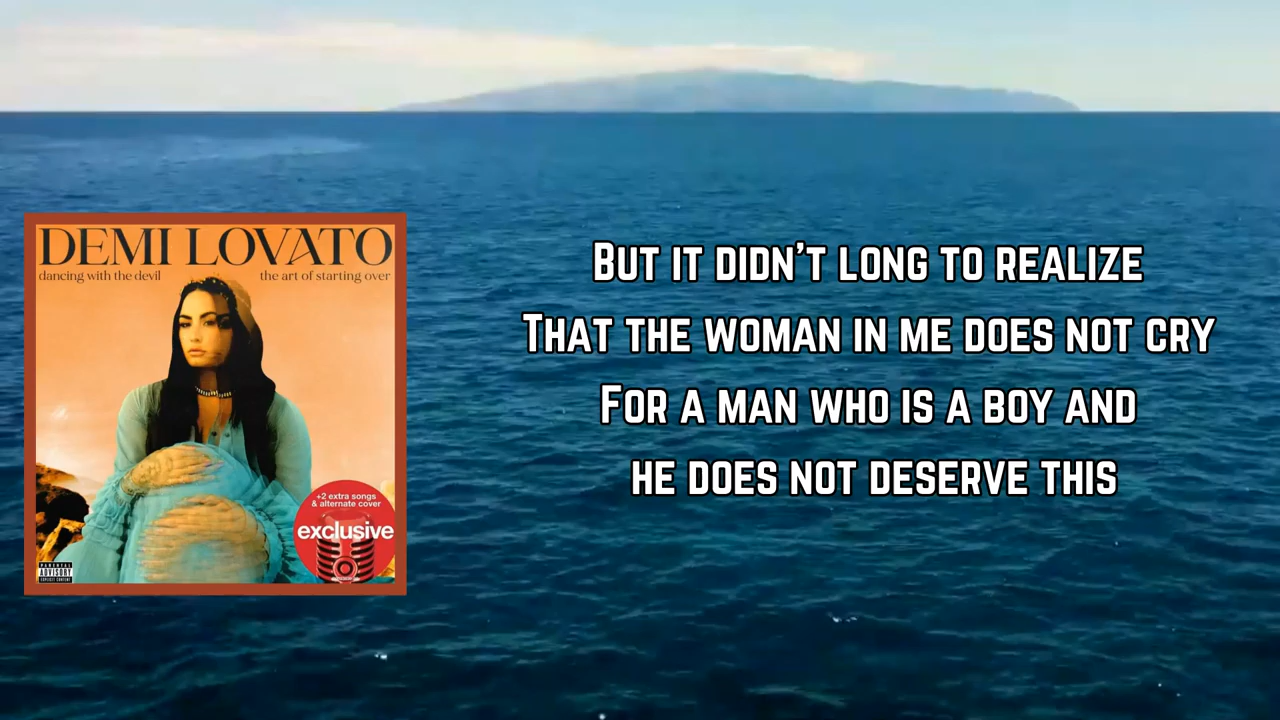 DEMI LOVATO
dancing with the devil the art of starting over
+2 extra songs
& alternate cover
exclusive
PARENTAL
ADVISORY
EXPLICIT CONTENT
BUT IT DIDN'T LONG TO REALIZE
THAT THE WOMAN IN ME DOES NOT CRY
FOR A MAN WHO IS A BOY AND
HE DOES NOT DESERVE THIS